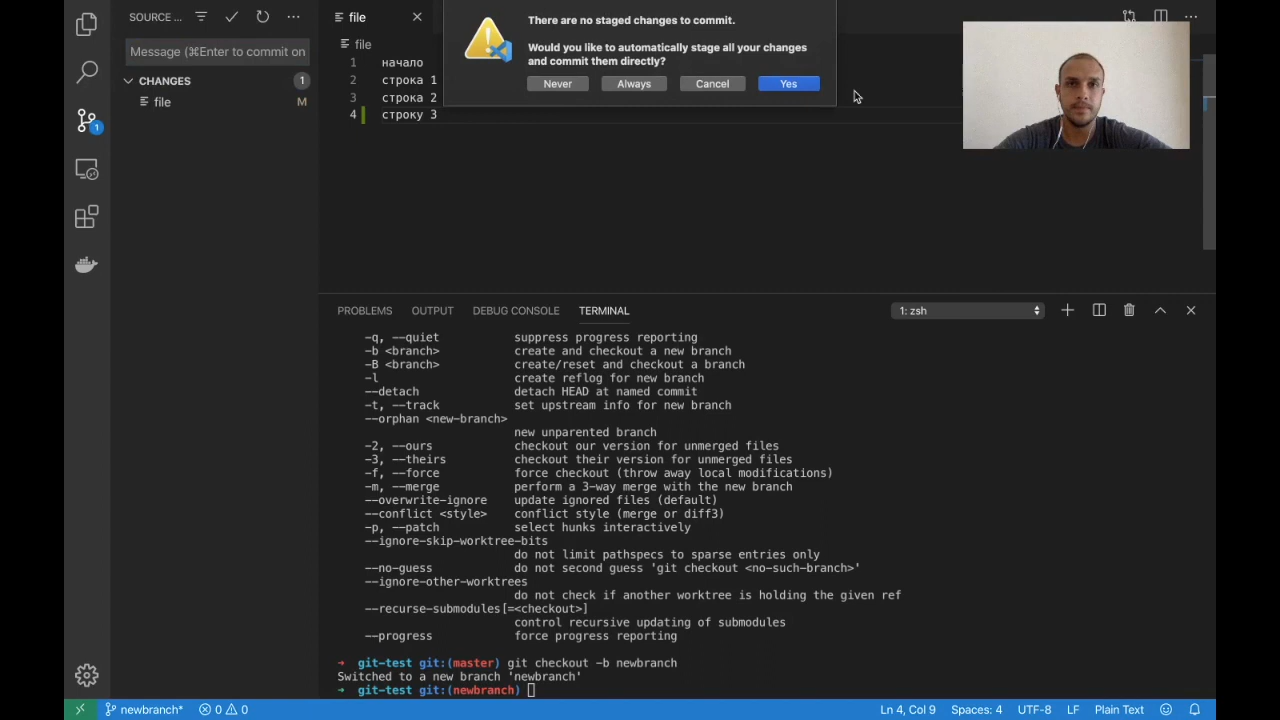 SOURCE ...
Message (⌘Enter to commit on
CHANGES
1
file
M
1
file
file
1 начало
2 строка 1
3 строка 2
4 строку 3
There are no staged changes to commit.
Would you like to automatically stage all your changes
and commit them directly?
Never
Always
Cancel
Yes
PROBLEMS
OUTPUT
DEBUG CONSOLE
TERMINAL
1: zsh
-q, --quiet suppress progress reporting
-b <branch> create and checkout a new branch
-B <branch> create/reset and checkout a branch
-l create reflog for new branch
--detach detach HEAD at named commit
-t, --track set upstream info for new branch
--orphan <new-branch>
new unparented branch
-2, --ours checkout our version for unmerged files
-3, --theirs checkout their version for unmerged files
-f, --force force checkout (throw away local modifications)
-m, --merge perform a 3-way merge with the new branch
--overwrite-ignore update ignored files (default)
--conflict <style> conflict style (merge or diff3)
-p, --patch select hunks interactively
--ignore-skip-worktree-bits
do not limit pathspecs to sparse entries only
--no-guess do not second guess 'git checkout <no-such-branch>'
--ignore-other-worktrees
do not check if another worktree is holding the given ref
--recurse-submodules[=<checkout>]
control recursive updating of submodules
--progress force progress reporting
➜ git-test git:(master) git checkout -b newbranch
Switched to a new branch 'newbranch'
➜ git-test git:(newbranch)
newbranch*
0
0
Ln 4, Col 9
Spaces: 4
UTF-8
LF
Plain Text